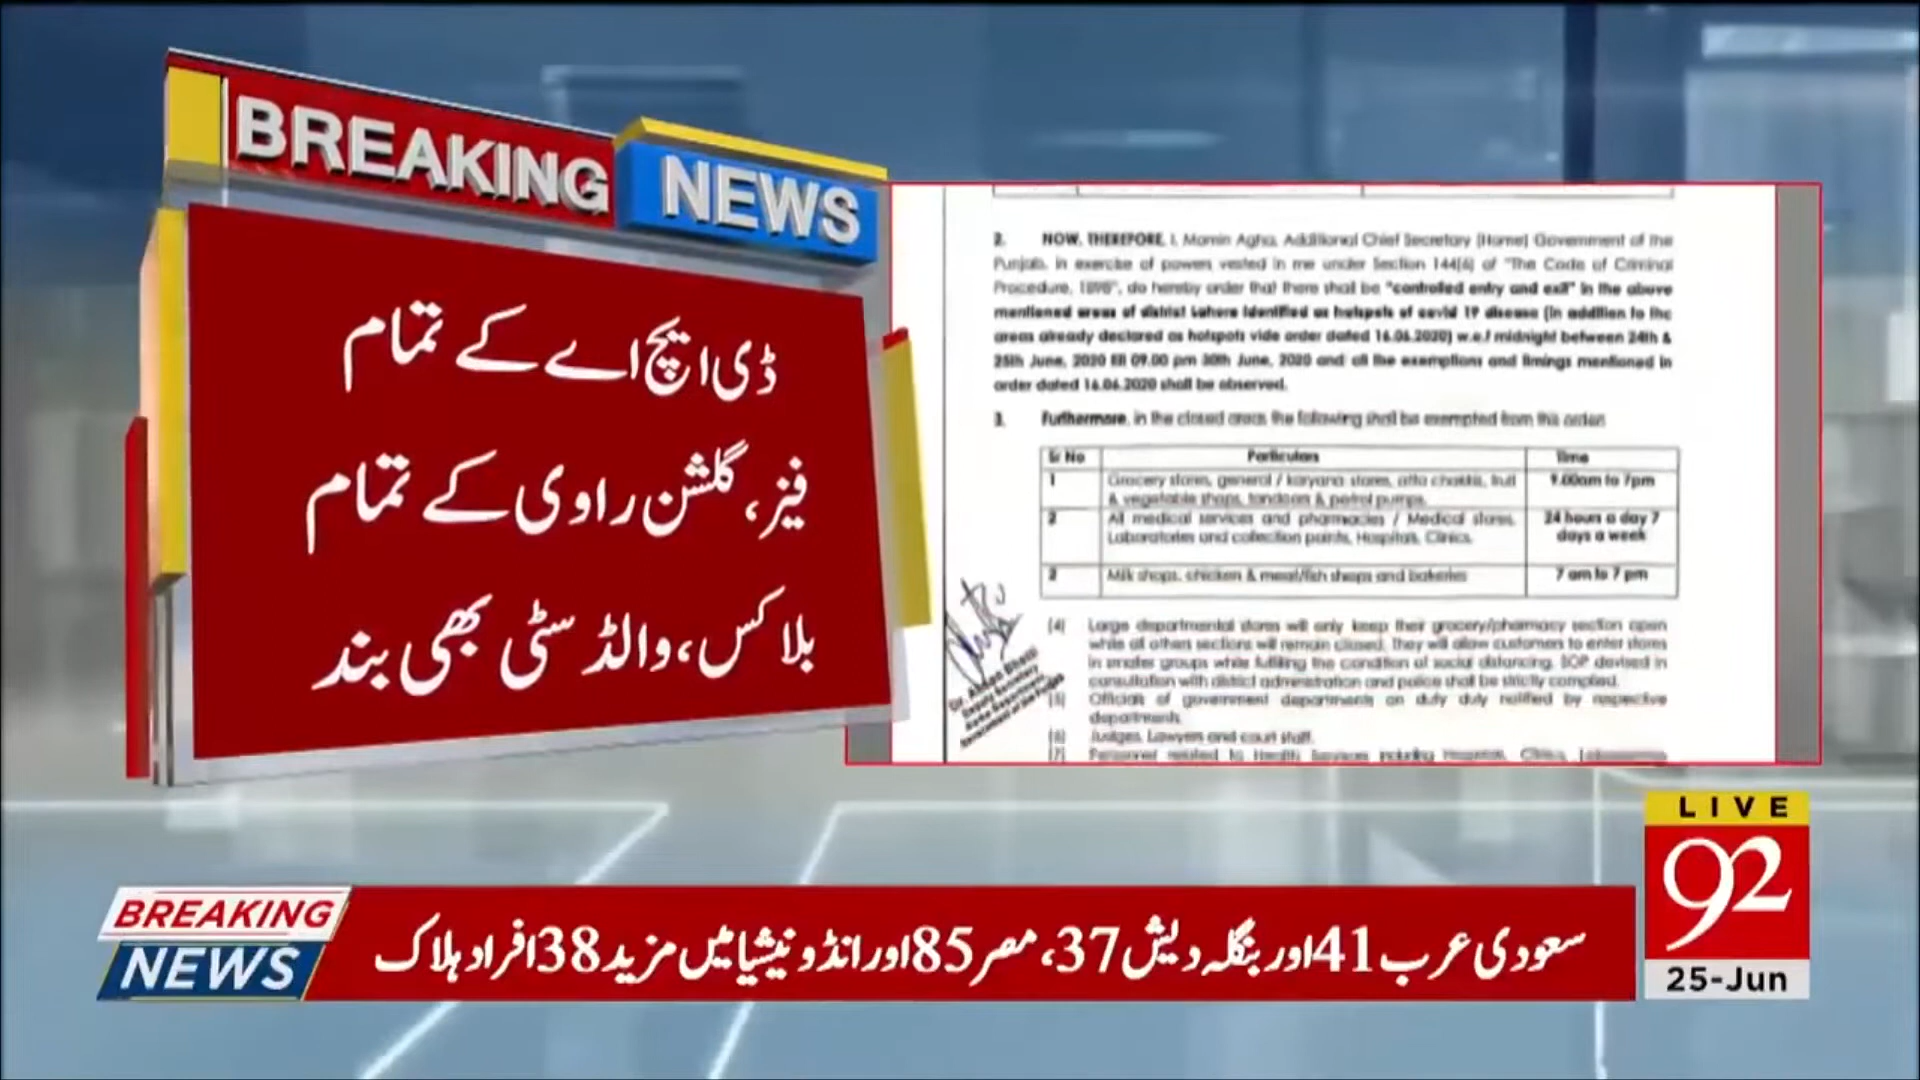 BREAKING NEWS
ڈی ایچ اے کے تمام
فیز، گلشن راوی کے تمام
بلاکس، والڈ سٹی بھی بند
2. NOW, THEREFORE, I, Momin Agha, Additional Chief Secretary (Home) Government of the
Punjab, in exercise of powers vested in me under Section 144(6) of "The Code of Criminal
Procedure, 1898", do hereby order that there shall be "controlled entry and exit" in the above
mentioned areas of district Lahore identified as hotspots of covid 19 disease (in addition to the
areas already declared as hotspots vide order dated 16.06.2020) w.e.f midnight between 24th &
25th June, 2020 till 09.00 pm 30th June, 2020 and all the exemptions and timings mentioned in
order dated 16.06.2020 shall be observed.
3. Furthermore, in the closed areas the following shall be exempted from this order:
Sr No Particulars Time
1 Grocery stores, general / karyana stores, atta chakkis, fruit 9.00am to 7pm
& vegetable shops, tandoors & petrol pumps.
2 All medical services and pharmacies / Medical stores, 24 hours a day 7
Laboratories and collection points, Hospitals, Clinics. days a week
3 Milk shops, chicken & meat/fish shops and bakeries 7 am to 7 pm
(4) Large departmental stores will only keep their grocery/pharmacy section open
while all others sections will remain closed. They will allow customers to enter stores
in smaller groups while fulfilling the condition of social distancing. SOP devised in
consultation with district administration and police shall be strictly complied.
(5) Officials of government departments on duty duly notified by respective
departments.
(6) Judges, Lawyers and court staff.
(7) Personnel related to Health Services including Hospitals, Clinics, Laboratories,
LIVE
92
25-Jun
BREAKING
NEWS
سعودی عرب 41 اور بنگلہ دیش 37، مصر 85 اور انڈونیشیا میں مزید 38 افراد ہلاک